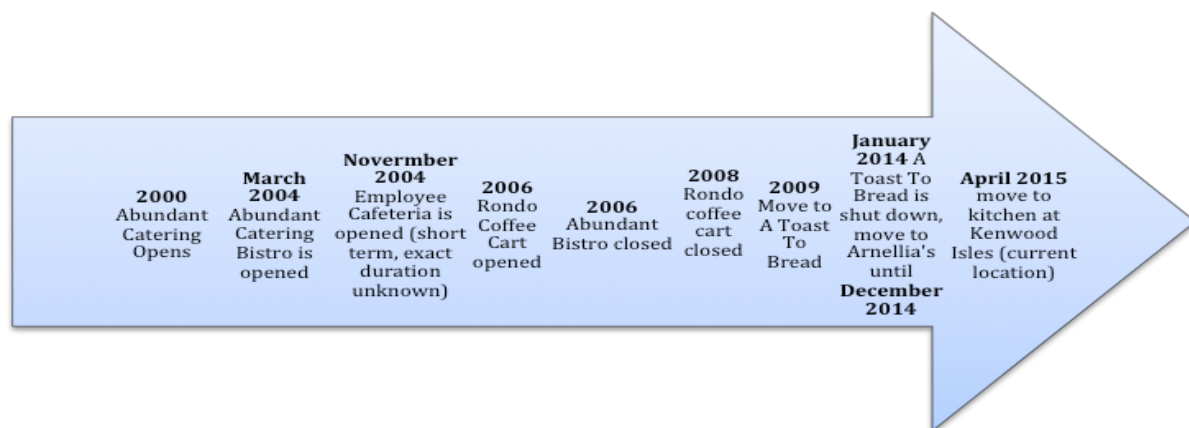 2000
Abundant
Catering
Opens
March
2004
Abundant
Catering
Bistro is
opened
Novermber
2004
Employee
Cafeteria is
opened (short
term, exact
duration
unknown)
2006
Rondo
Coffee
Cart
opened
2006
Abundant
Bistro closed
2008
Rondo
coffee
cart
closed
2009
Move to
A Toast
To
Bread
January
2014 A
Toast To
Bread is
shut down,
move to
Arnellia's
until
December
2014
April 2015
move to
kitchen at
Kenwood
Isles (current
location)